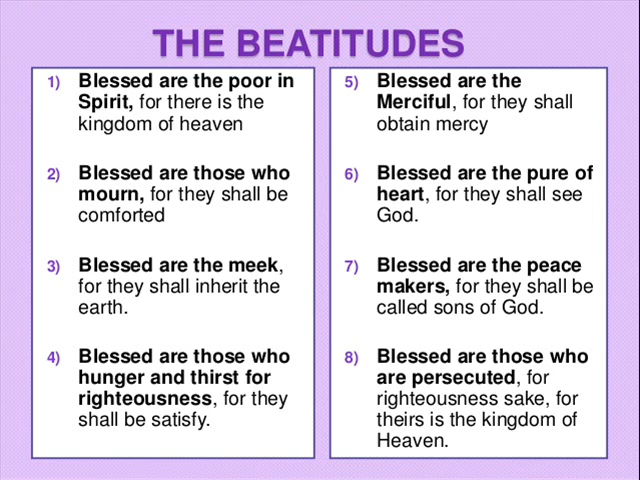 THE BEATITUDES
1) Blessed are the poor in
Spirit, for there is the
kingdom of heaven
2) Blessed are those who
mourn, for they shall be
comforted
3) Blessed are the meek,
for they shall inherit the
earth.
4) Blessed are those who
hunger and thirst for
righteousness, for they
shall be satisfy.
5) Blessed are the
Merciful, for they shall
obtain mercy
6) Blessed are the pure of
heart, for they shall see
God.
7) Blessed are the peace
makers, for they shall be
called sons of God.
8) Blessed are those who
are persecuted, for
righteousness sake, for
theirs is the kingdom of
Heaven.